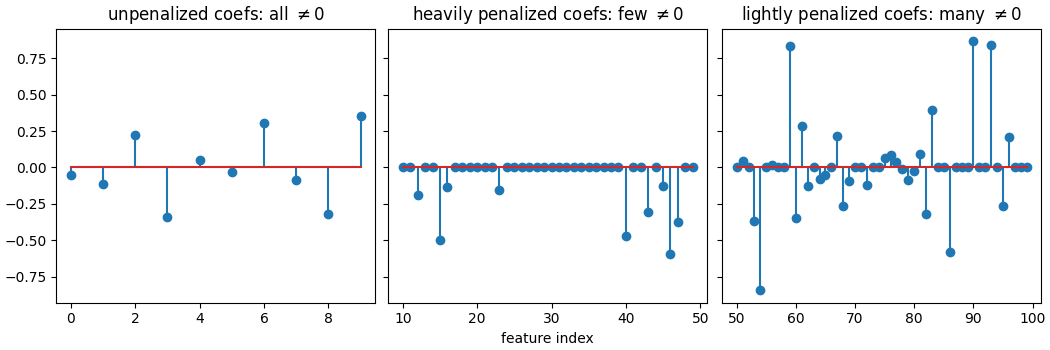 unpenalized coefs: all ≠0
heavily penalized coefs: few ≠0
lightly penalized coefs: many ≠0
0.75
0.50
0.25
0.00
−0.25
−0.50
−0.75
0 2 4 6 8
10 20 30 40 50
50 60 70 80 90 100
feature index